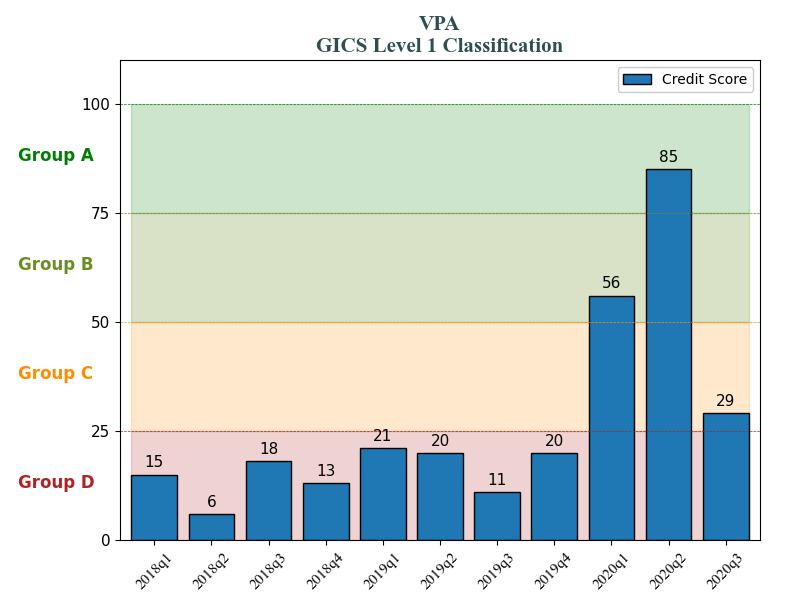 VPA
GICS Level 1 Classification
Credit Score
100
Group A
85
75
Group B
56
50
Group C
29
25
21
20
20
18
15
13
11
6
Group D
0
2018q1
2018q2
2018q3
2018q4
2019q1
2019q2
2019q3
2019q4
2020q1
2020q2
2020q3